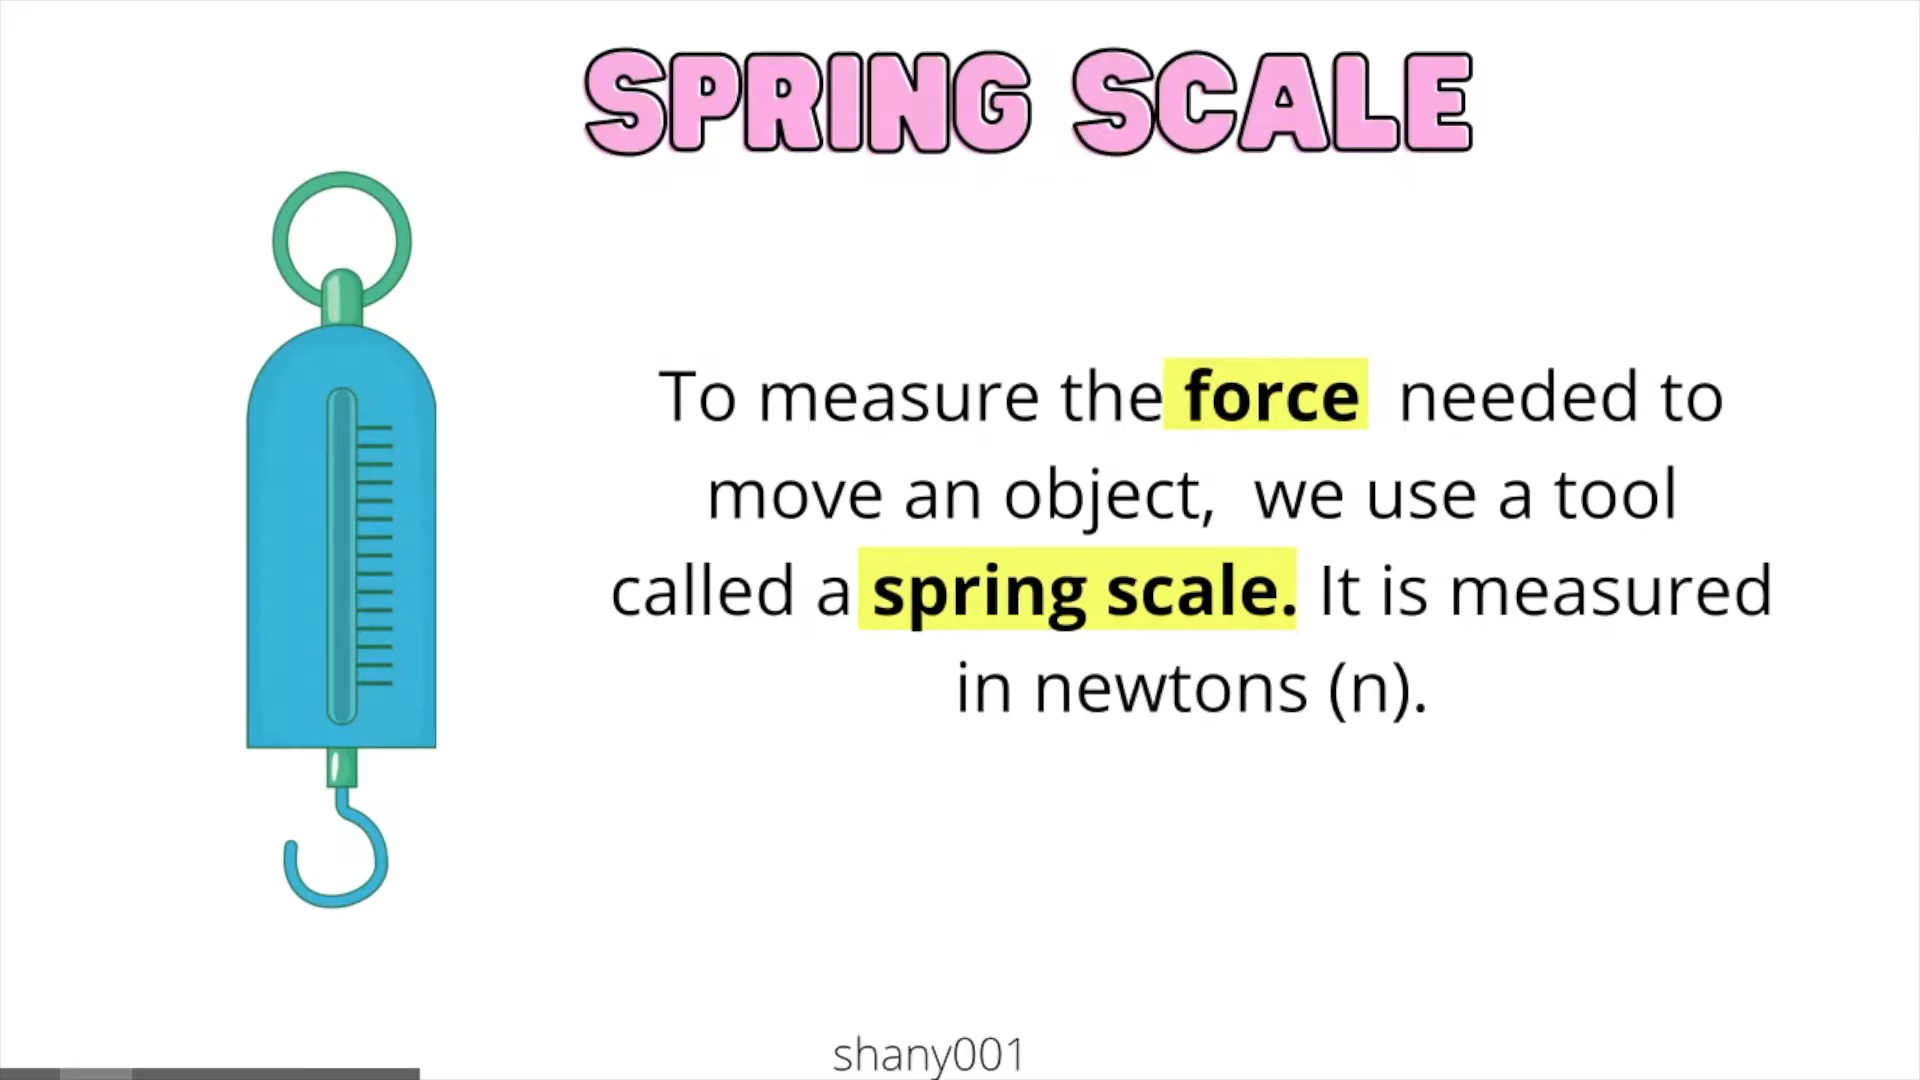 SPRING SCALE
To measure the force needed to
move an object, we use a tool
called a spring scale. It is measured
in newtons (n).
shany001